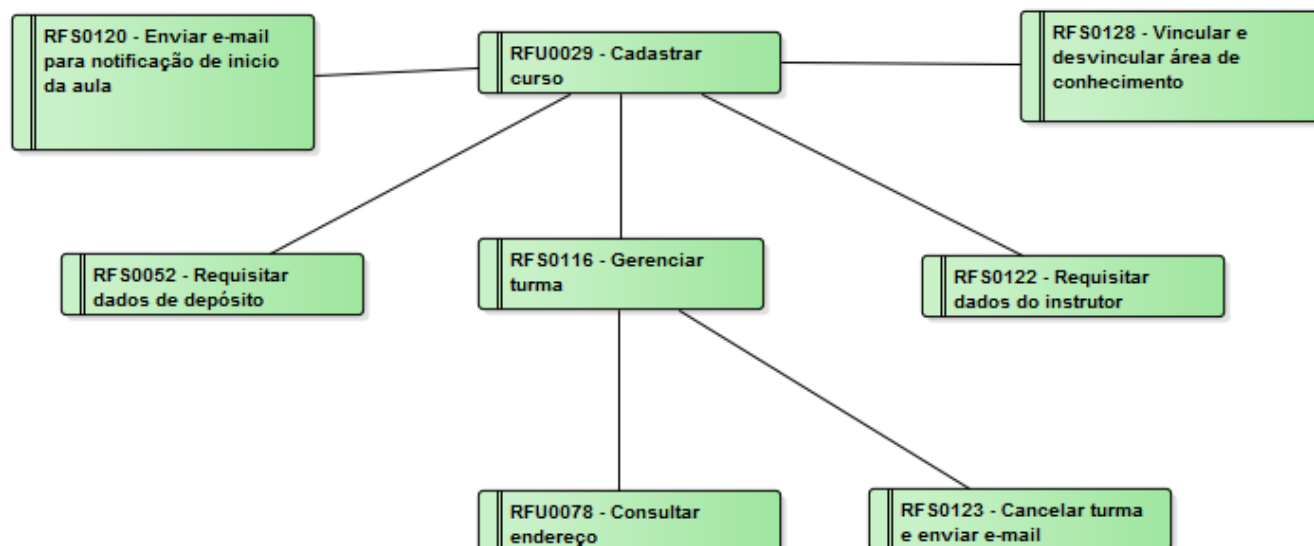 RFS0120 - Enviar e-mail
para notificação de inicio
da aula
RFU0029 - Cadastrar
curso
RFS0128 - Vincular e
desvincular área de
conhecimento
RFS0052 - Requisitar
dados de depósito
RFS0116 - Gerenciar
turma
RFS0122 - Requisitar
dados do instrutor
RFU0078 - Consultar
endereço
RFS0123 - Cancelar turma
e enviar e-mail